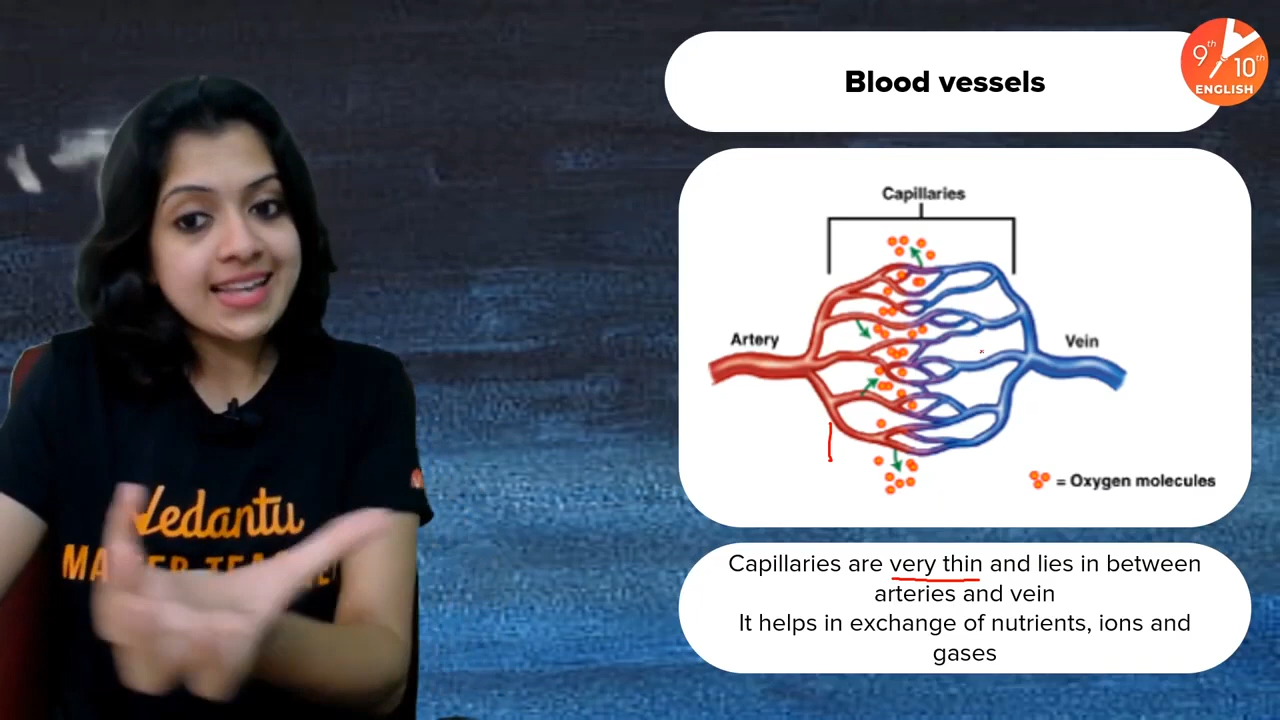 Blood vessels
9th
10th
ENGLISH
Capillaries
Artery
Vein
= Oxygen molecules
Vedantu
Capillaries are very thin and lies in between
arteries and vein
It helps in exchange of nutrients, ions and
gases